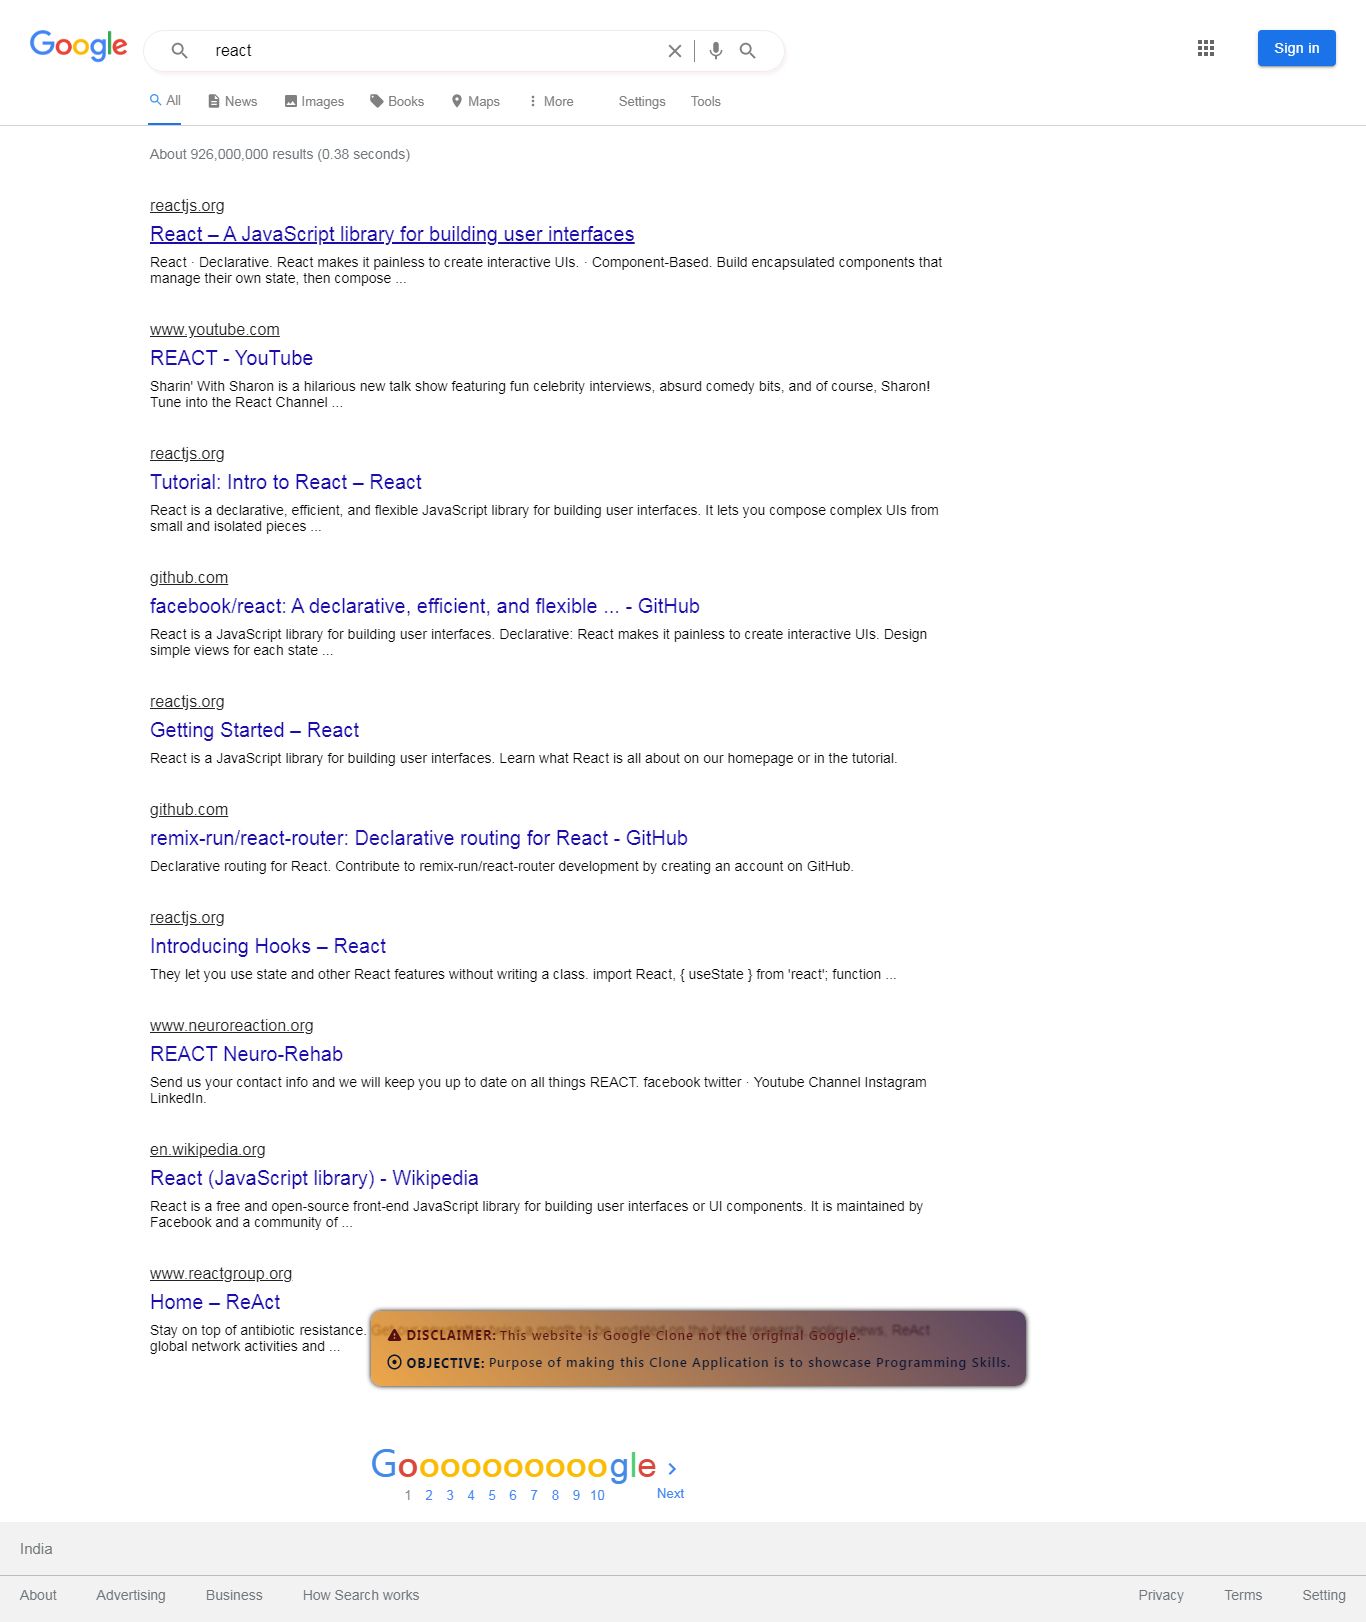 Google
react
Sign in
All News Images Books Maps More Settings Tools
About 926,000,000 results (0.38 seconds)
reactjs.org
React – A JavaScript library for building user interfaces
React · Declarative. React makes it painless to create interactive UIs. · Component-Based. Build encapsulated components that
manage their own state, then compose ...
www.youtube.com
REACT - YouTube
Sharin' With Sharon is a hilarious new talk show featuring fun celebrity interviews, absurd comedy bits, and of course, Sharon!
Tune into the React Channel ...
reactjs.org
Tutorial: Intro to React – React
React is a declarative, efficient, and flexible JavaScript library for building user interfaces. It lets you compose complex UIs from
small and isolated pieces ...
github.com
facebook/react: A declarative, efficient, and flexible ... - GitHub
React is a JavaScript library for building user interfaces. Declarative: React makes it painless to create interactive UIs. Design
simple views for each state ...
reactjs.org
Getting Started – React
React is a JavaScript library for building user interfaces. Learn what React is all about on our homepage or in the tutorial.
github.com
remix-run/react-router: Declarative routing for React - GitHub
Declarative routing for React. Contribute to remix-run/react-router development by creating an account on GitHub.
reactjs.org
Introducing Hooks – React
They let you use state and other React features without writing a class. import React, { useState } from 'react'; function ...
www.neuroreaction.org
REACT Neuro-Rehab
Send us your contact info and we will keep you up to date on all things REACT. facebook twitter · Youtube Channel Instagram
LinkedIn.
en.wikipedia.org
React (JavaScript library) - Wikipedia
React is a free and open-source front-end JavaScript library for building user interfaces or UI components. It is maintained by
Facebook and a community of ...
www.reactgroup.org
Home – ReAct
Stay on top of antibiotic resistance. Get our newsletter twice a month to be updated on the latest research, policy news, ReAct
global network activities and ...
DISCLAIMER: This website is Google Clone not the original Google.
OBJECTIVE: Purpose of making this Clone Application is to showcase Programming Skills.
Goooooooooogle
1 2 3 4 5 6 7 8 9 10 Next
India
About Advertising Business How Search works Privacy Terms Setting